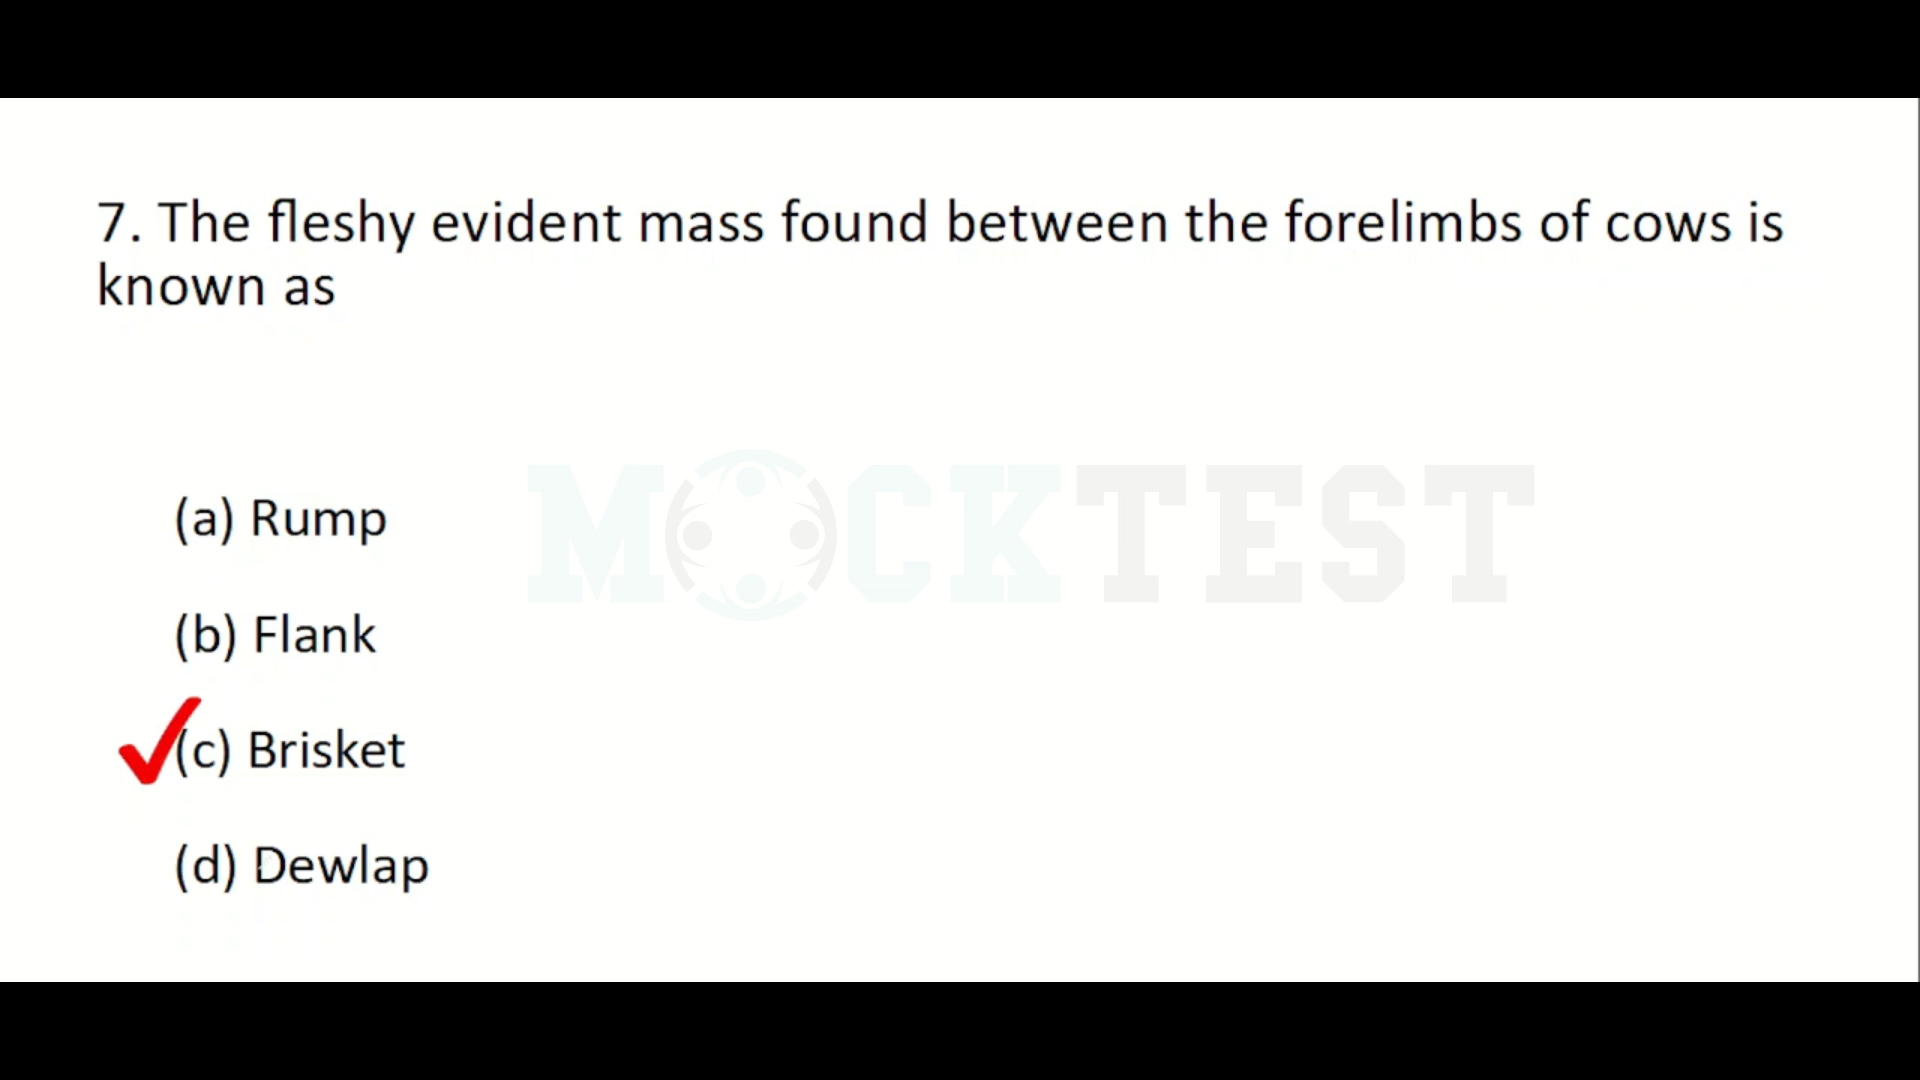 7. The fleshy evident mass found between the forelimbs of cows is
known as
MOCKTEST
(a) Rump
(b) Flank
(c) Brisket
(d) Dewlap